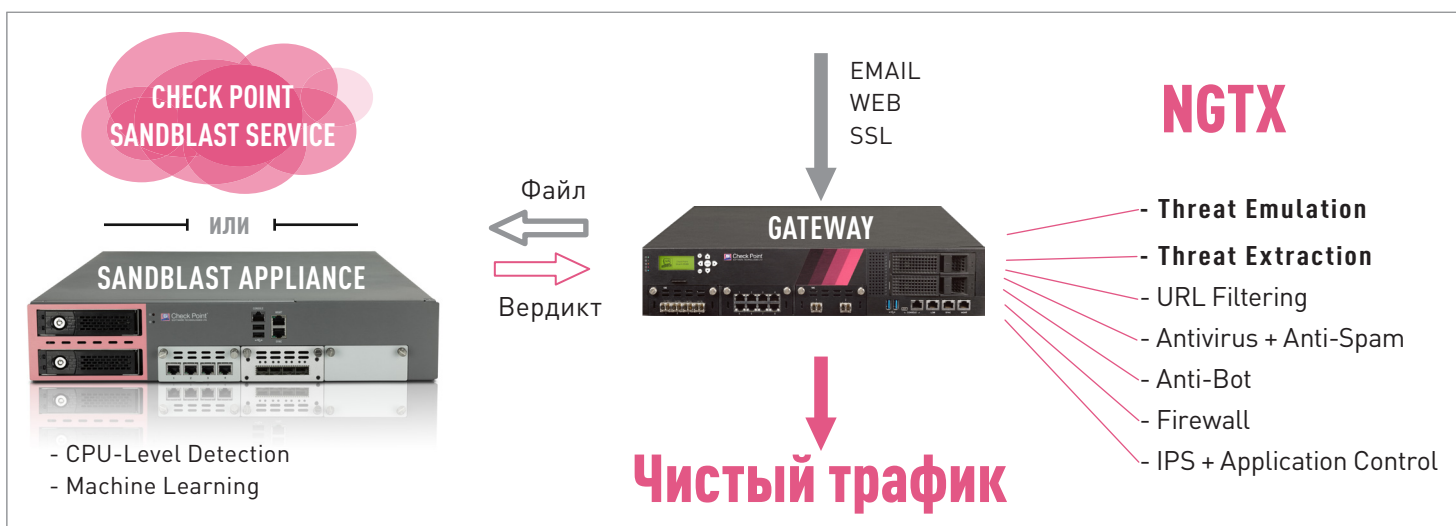 CHECK POINT
SANDBLAST SERVICE
ИЛИ
SANDBLAST APPLIANCE
Check Point
- CPU-Level Detection
- Machine Learning
Файл
Вердикт
EMAIL
WEB
SSL
GATEWAY
Check Point
Чистый трафик
NGTX
- Threat Emulation
- Threat Extraction
- URL Filtering
- Antivirus + Anti-Spam
- Anti-Bot
- Firewall
- IPS + Application Control